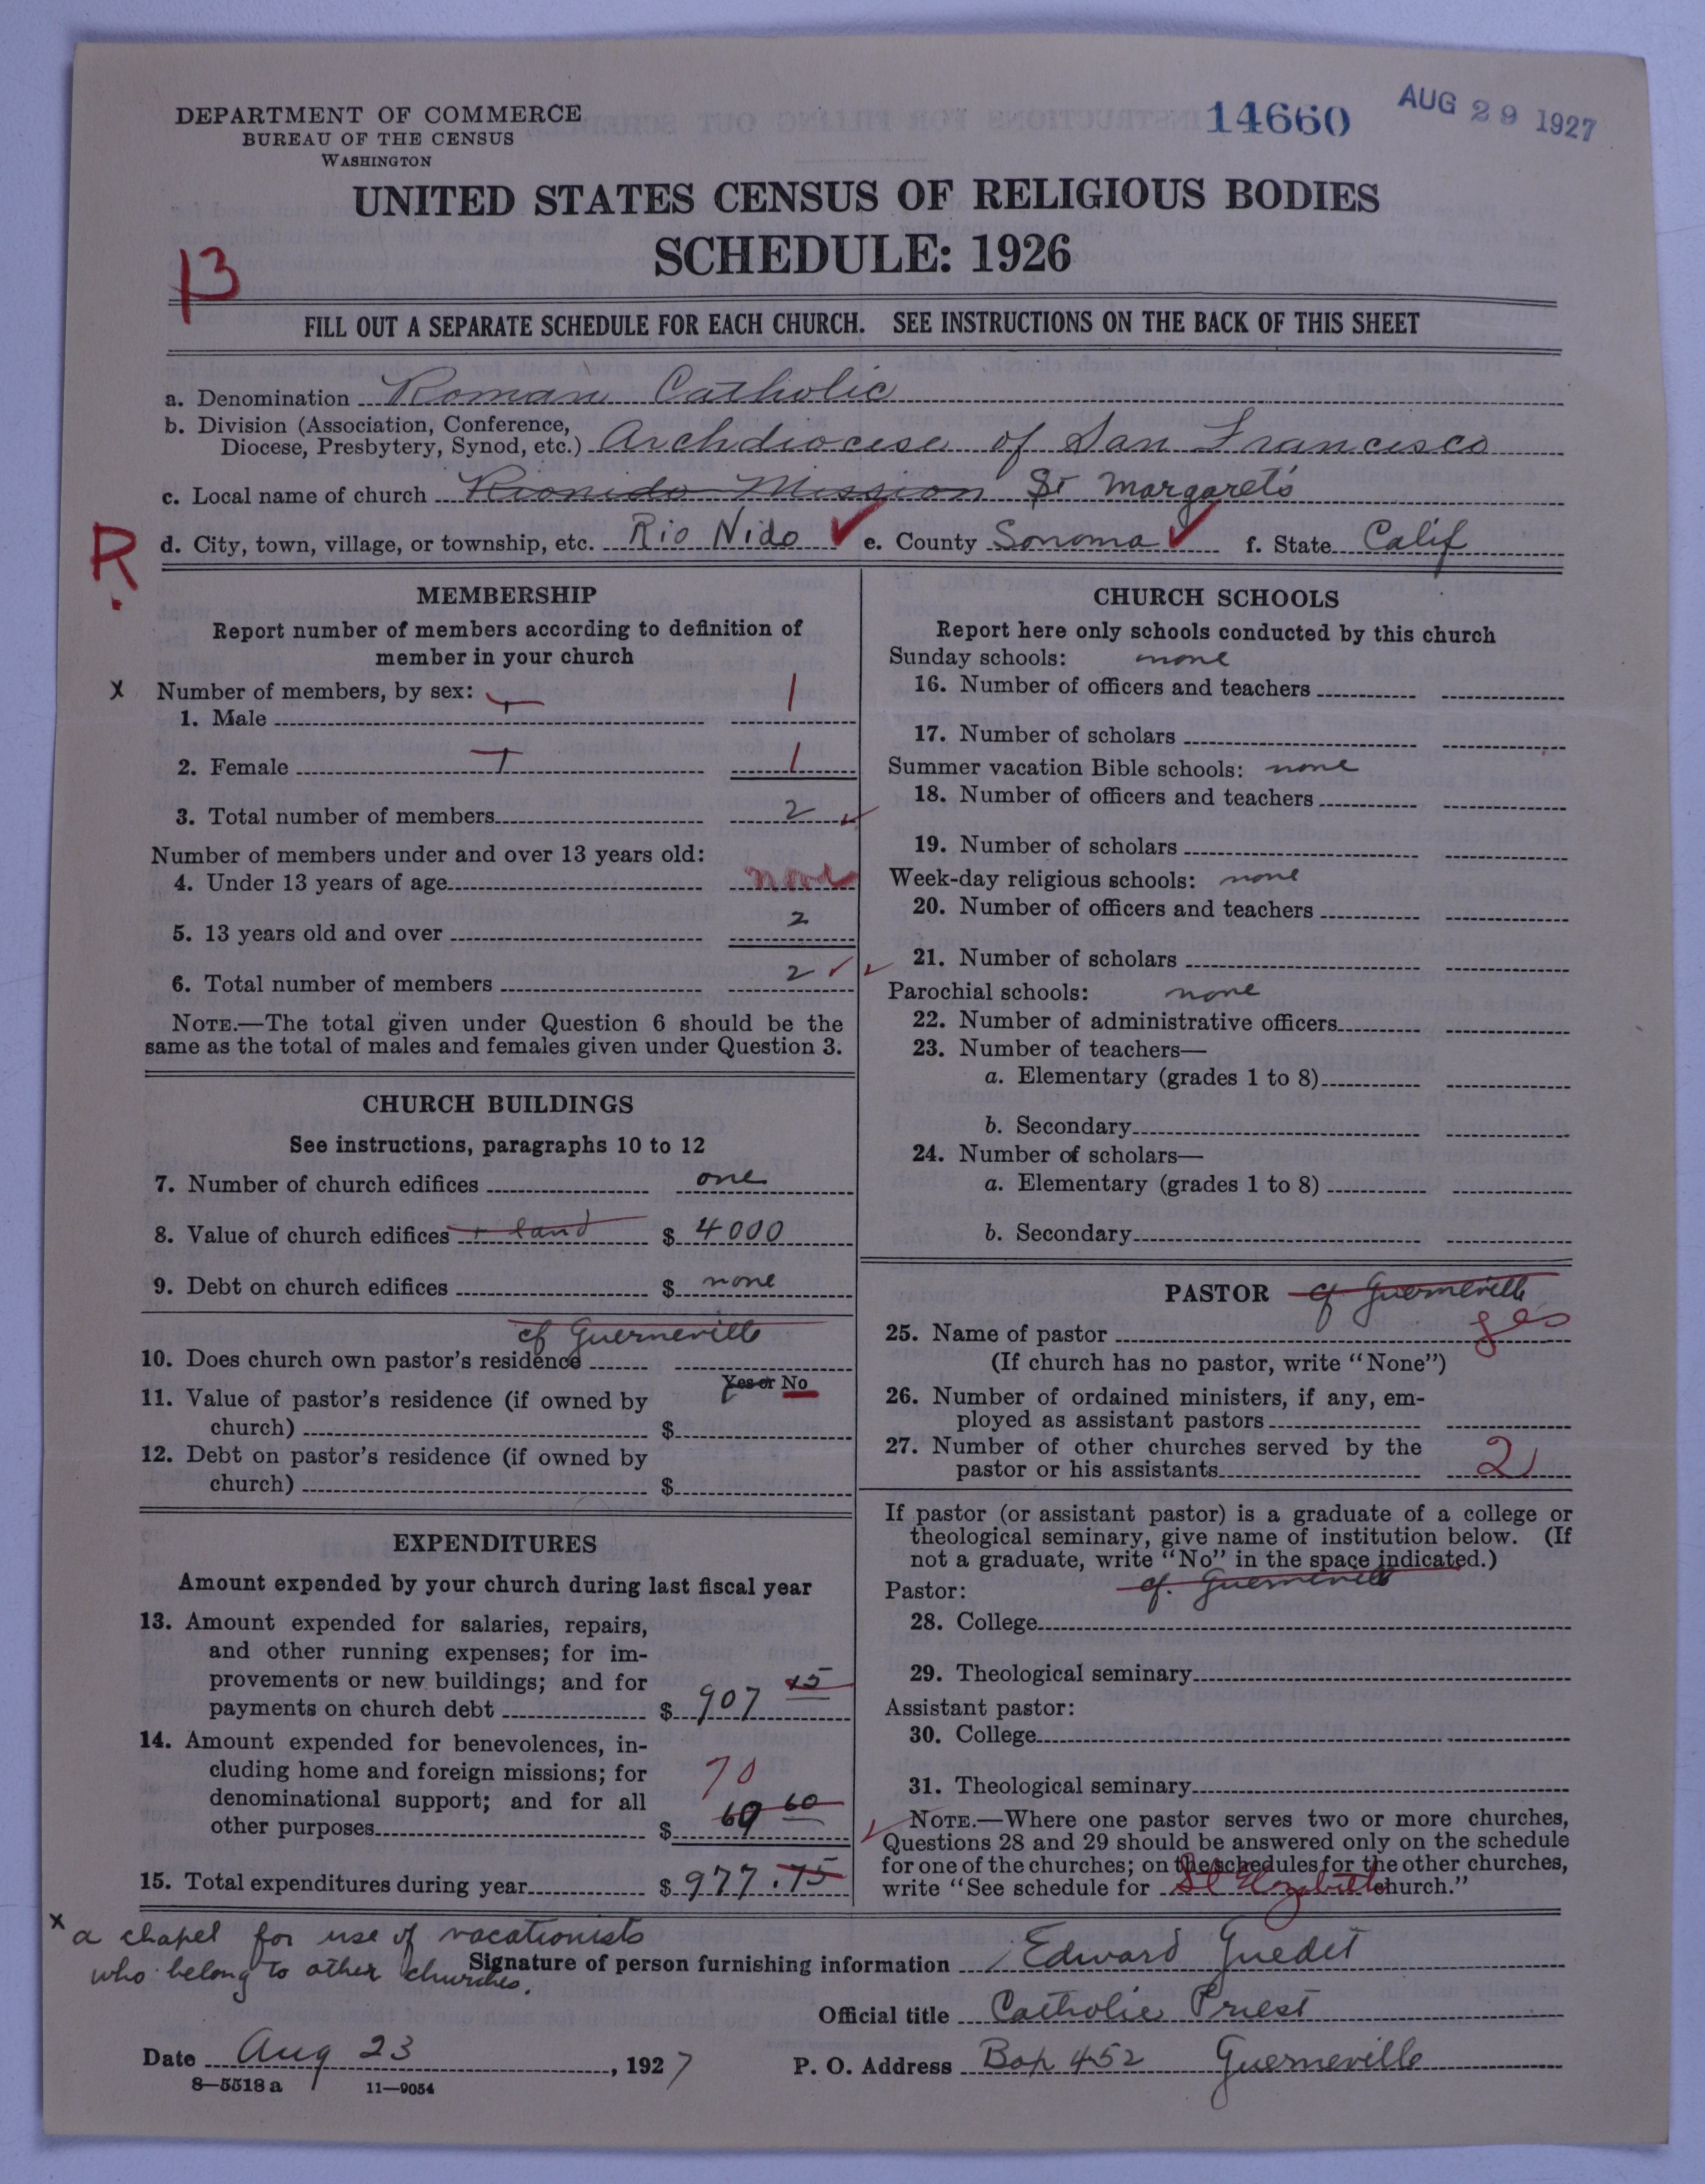 DEPARTMENT OF COMMERCE
BUREAU OF THE CENSUS
WASHINGTON
14660
AUG 29 1927
UNITED STATES CENSUS OF RELIGIOUS BODIES
SCHEDULE: 1926
13
FILL OUT A SEPARATE SCHEDULE FOR EACH CHURCH. SEE INSTRUCTIONS ON THE BACK OF THIS SHEET
a. Denomination Roman Catholic
b. Division (Association, Conference,
Diocese, Presbytery, Synod, etc.) Archdiocese of San Francisco
c. Local name of church Rionido Mission St Margaret's
R.
d. City, town, village, or township, etc. Rio Nido e. County Sonoma f. State Calif
MEMBERSHIP
Report number of members according to definition of
member in your church
x Number of members, by sex:
1. Male 1
2. Female 1
3. Total number of members 2
Number of members under and over 13 years old:
4. Under 13 years of age none
5. 13 years old and over 2
6. Total number of members 2
NOTE.—The total given under Question 6 should be the
same as the total of males and females given under Question 3.
CHURCH BUILDINGS
See instructions, paragraphs 10 to 12
7. Number of church edifices one
8. Value of church edifices + land $ 4000
9. Debt on church edifices $ none
cf Guerneville
10. Does church own pastor's residence
Yes or No
11. Value of pastor's residence (if owned by
church) $
12. Debt on pastor's residence (if owned by
church) $
EXPENDITURES
Amount expended by your church during last fiscal year
13. Amount expended for salaries, repairs,
and other running expenses; for im-
provements or new buildings; and for
payments on church debt $ 907 15
14. Amount expended for benevolences, in-
cluding home and foreign missions; for 70
denominational support; and for all
other purposes $ 69 60
15. Total expenditures during year $ 977.75
CHURCH SCHOOLS
Report here only schools conducted by this church
Sunday schools: none
16. Number of officers and teachers
17. Number of scholars
Summer vacation Bible schools: none
18. Number of officers and teachers
19. Number of scholars
Week-day religious schools: none
20. Number of officers and teachers
21. Number of scholars
Parochial schools: none
22. Number of administrative officers
23. Number of teachers—
a. Elementary (grades 1 to 8)
b. Secondary
24. Number of scholars—
a. Elementary (grades 1 to 8)
b. Secondary
PASTOR cf Guerneville
25. Name of pastor yes
(If church has no pastor, write "None")
26. Number of ordained ministers, if any, em-
ployed as assistant pastors
27. Number of other churches served by the
pastor or his assistants 2
If pastor (or assistant pastor) is a graduate of a college or
theological seminary, give name of institution below. (If
not a graduate, write "No" in the space indicated.)
Pastor: cf. Guerneville
28. College
29. Theological seminary
Assistant pastor:
30. College
31. Theological seminary
NOTE.—Where one pastor serves two or more churches,
Questions 28 and 29 should be answered only on the schedule
for one of the churches; on the schedules for the other churches,
write "See schedule for St Elizabeth church."
x a chapel for use of vacationists
who belong to other churches.
Signature of person furnishing information Edward Guedet
Official title Catholic Priest
Date Aug 23, 1927 P. O. Address Box 452 Guerneville
8—5518 a 11—9054